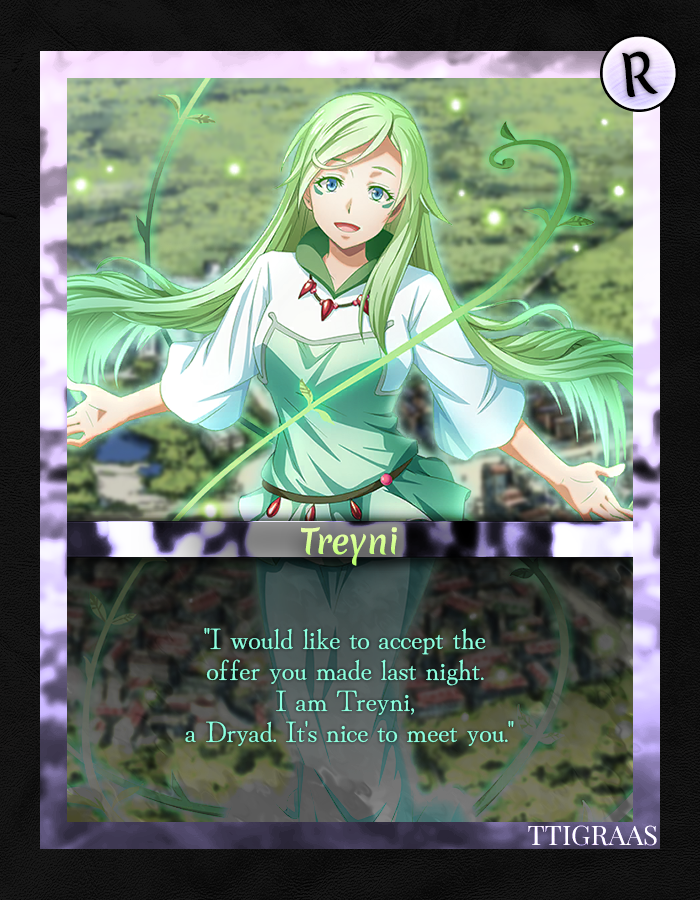 R
Treyni
"I would like to accept the
offer you made last night.
I am Treyni,
a Dryad. It's nice to meet you."
TTIGRAAS